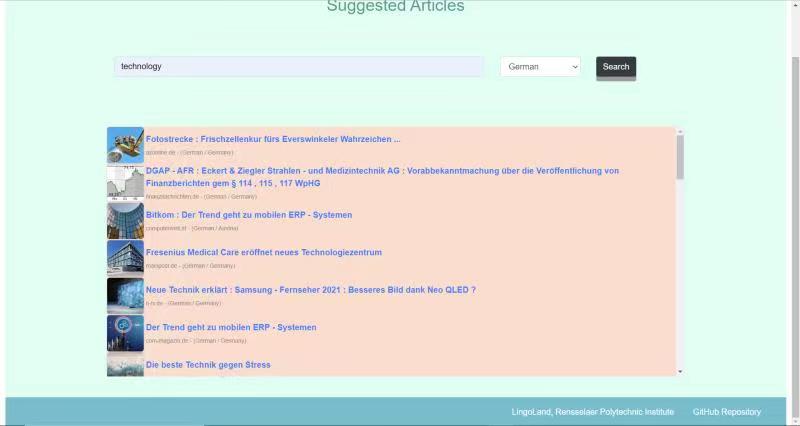 Suggested Articles
technology
German
Search
Fotostrecke : Frischzellenkur fürs Everswinkeler Wahrzeichen ...
azonline.de - (German / Germany)
DGAP - AFR : Eckert & Ziegler Strahlen - und Medizintechnik AG : Vorabbekanntmachung über die Veröffentlichung von
Finanzberichten gem § 114 , 115 , 117 WpHG
finanznachrichten.de - (German / Germany)
Bitkom : Der Trend geht zu mobilen ERP - Systemen
computerwelt.at - (German / Austria)
Fresenius Medical Care eröffnet neues Technologiezentrum
mainpost.de - (German / Germany)
Neue Technik erklärt : Samsung - Fernseher 2021 : Besseres Bild dank Neo QLED ?
n-tv.de - (German / Germany)
Der Trend geht zu mobilen ERP - Systemen
com-magazin.de - (German / Germany)
Die beste Technik gegen Stress
LingoLand, Rensselaer Polytechnic Institute
GitHub Repository